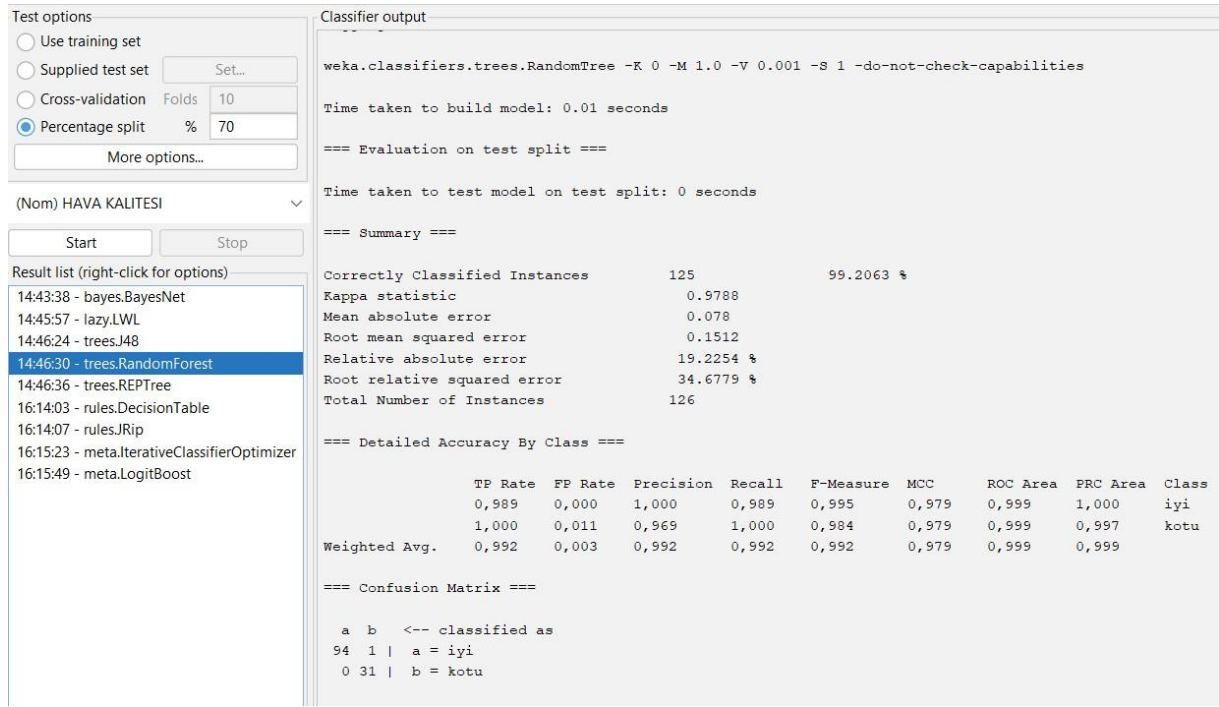 Test options
Use training set
Supplied test set Set...
Cross-validation Folds 10
Percentage split % 70
More options...
(Nom) HAVA KALITESI
Start Stop
Result list (right-click for options)
14:43:38 - bayes.BayesNet
14:45:57 - lazy.LWL
14:46:24 - trees.J48
14:46:30 - trees.RandomForest
14:46:36 - trees.REPTree
16:14:03 - rules.DecisionTable
16:14:07 - rules.JRip
16:15:23 - meta.IterativeClassifierOptimizer
16:15:49 - meta.LogitBoost
Classifier output
weka.classifiers.trees.RandomTree -K 0 -M 1.0 -V 0.001 -S 1 -do-not-check-capabilities
Time taken to build model: 0.01 seconds
=== Evaluation on test split ===
Time taken to test model on test split: 0 seconds
=== Summary ===
Correctly Classified Instances 125 99.2063 %
Kappa statistic 0.9788
Mean absolute error 0.078
Root mean squared error 0.1512
Relative absolute error 19.2254 %
Root relative squared error 34.6779 %
Total Number of Instances 126
=== Detailed Accuracy By Class ===
TP Rate FP Rate Precision Recall F-Measure MCC ROC Area PRC Area Class
0,989 0,000 1,000 0,989 0,995 0,979 0,999 1,000 iyi
1,000 0,011 0,969 1,000 0,984 0,979 0,999 0,997 kotu
Weighted Avg. 0,992 0,003 0,992 0,992 0,992 0,979 0,999 0,999
=== Confusion Matrix ===
a b <-- classified as
94 1 | a = iyi
0 31 | b = kotu